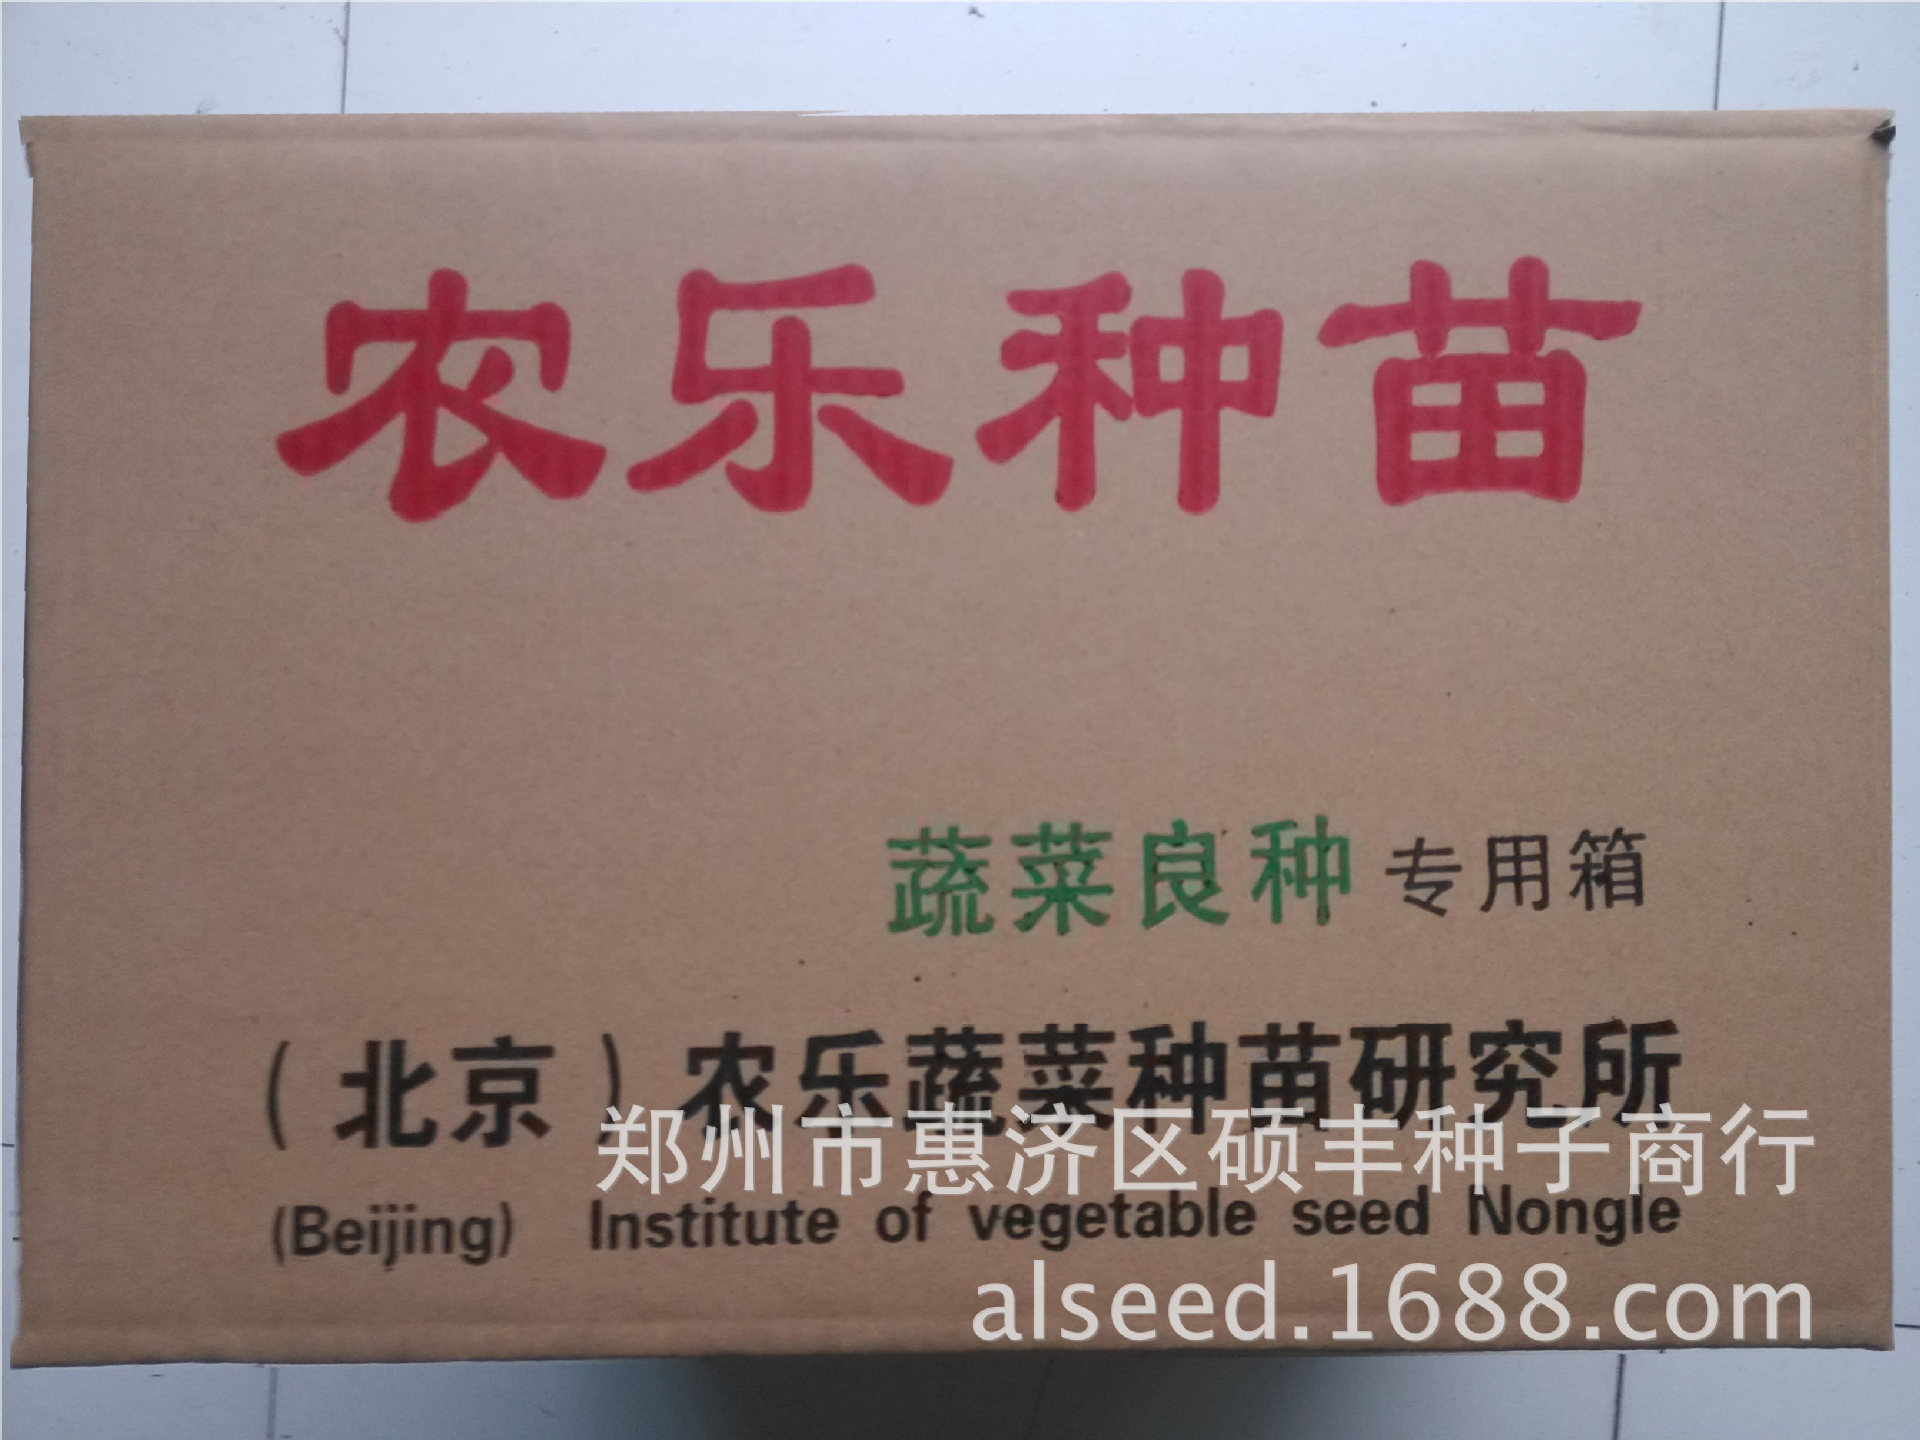 农乐种苗
蔬菜良种 专用箱
（北京）农乐蔬菜种苗研究所
郑州市惠济区硕丰种子商行
(Beijing) Institute of vegetable seed Nongle
alseed.1688.com